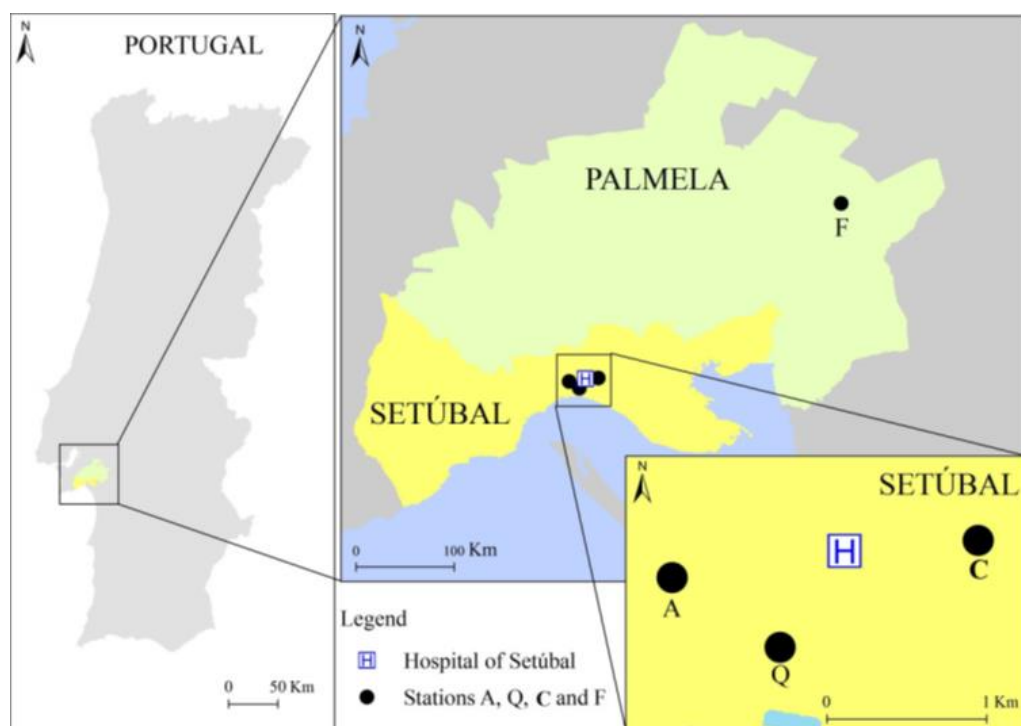 N
PORTUGAL
0 50 Km
N
PALMELA
F
H
SETÚBAL
0 100 Km
N
SETÚBAL
H
C
A
Q
0 1 Km
Legend
H Hospital of Setúbal
Stations A, Q, C and F